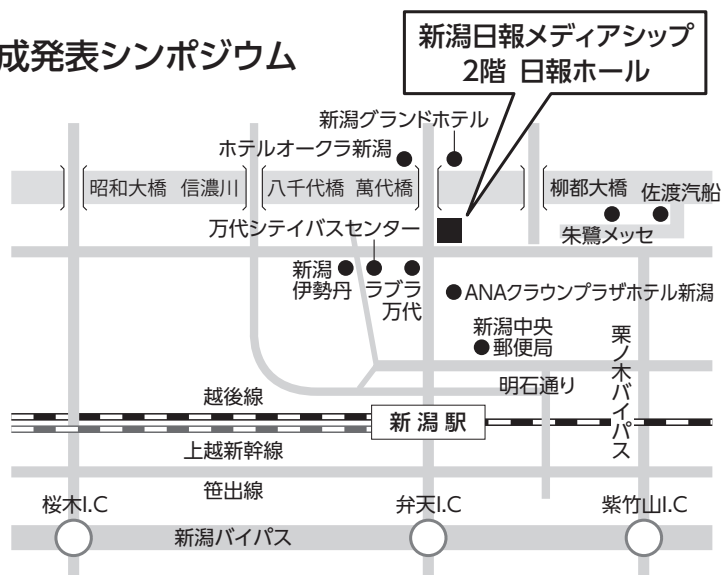 成発表シンポジウム
新潟日報メディアシップ
2階 日報ホール
新潟グランドホテル
ホテルオークラ新潟
昭和大橋 信濃川
八千代橋 萬代橋
柳都大橋
佐渡汽船
朱鷺メッセ
万代シテイバスセンター
新潟
伊勢丹
ラブラ
万代
ANAクラウンプラザホテル新潟
新潟中央
郵便局
栗ノ木バイパス
明石通り
越後線
新潟駅
上越新幹線
笹出線
桜木I.C
弁天I.C
紫竹山I.C
新潟バイパス